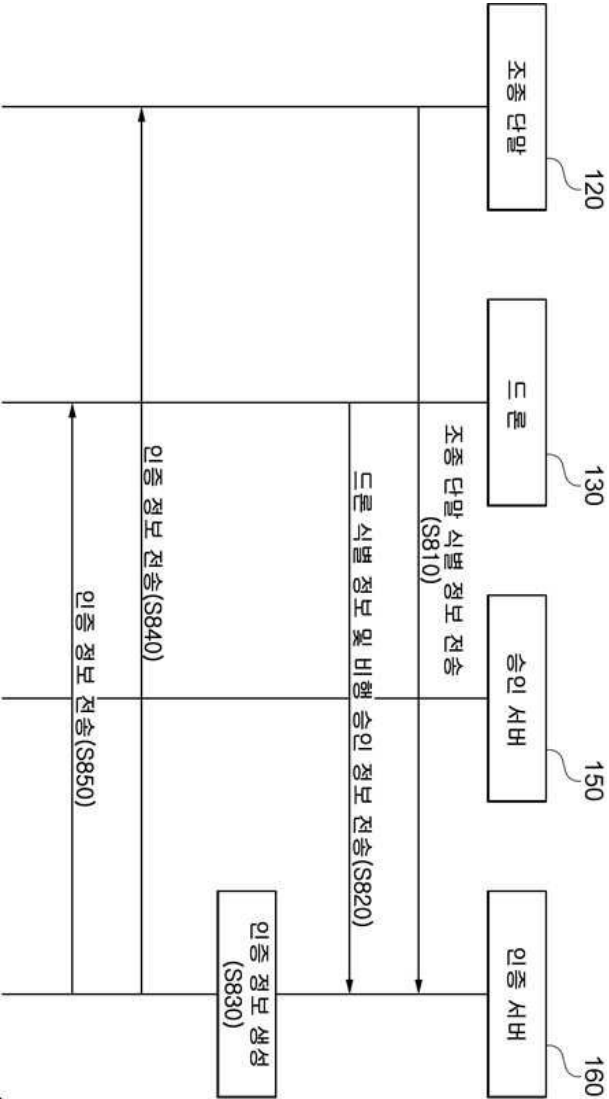 120
130
150
160
조종 단말
드론
승인 서버
인증 서버
조종 단말 식별 정보 전송
(S810)
드론 식별 정보 및 비행 승인 정보 전송(S820)
인증 정보 생성
(S830)
인증 정보 전송(S840)
인증 정보 전송(S850)